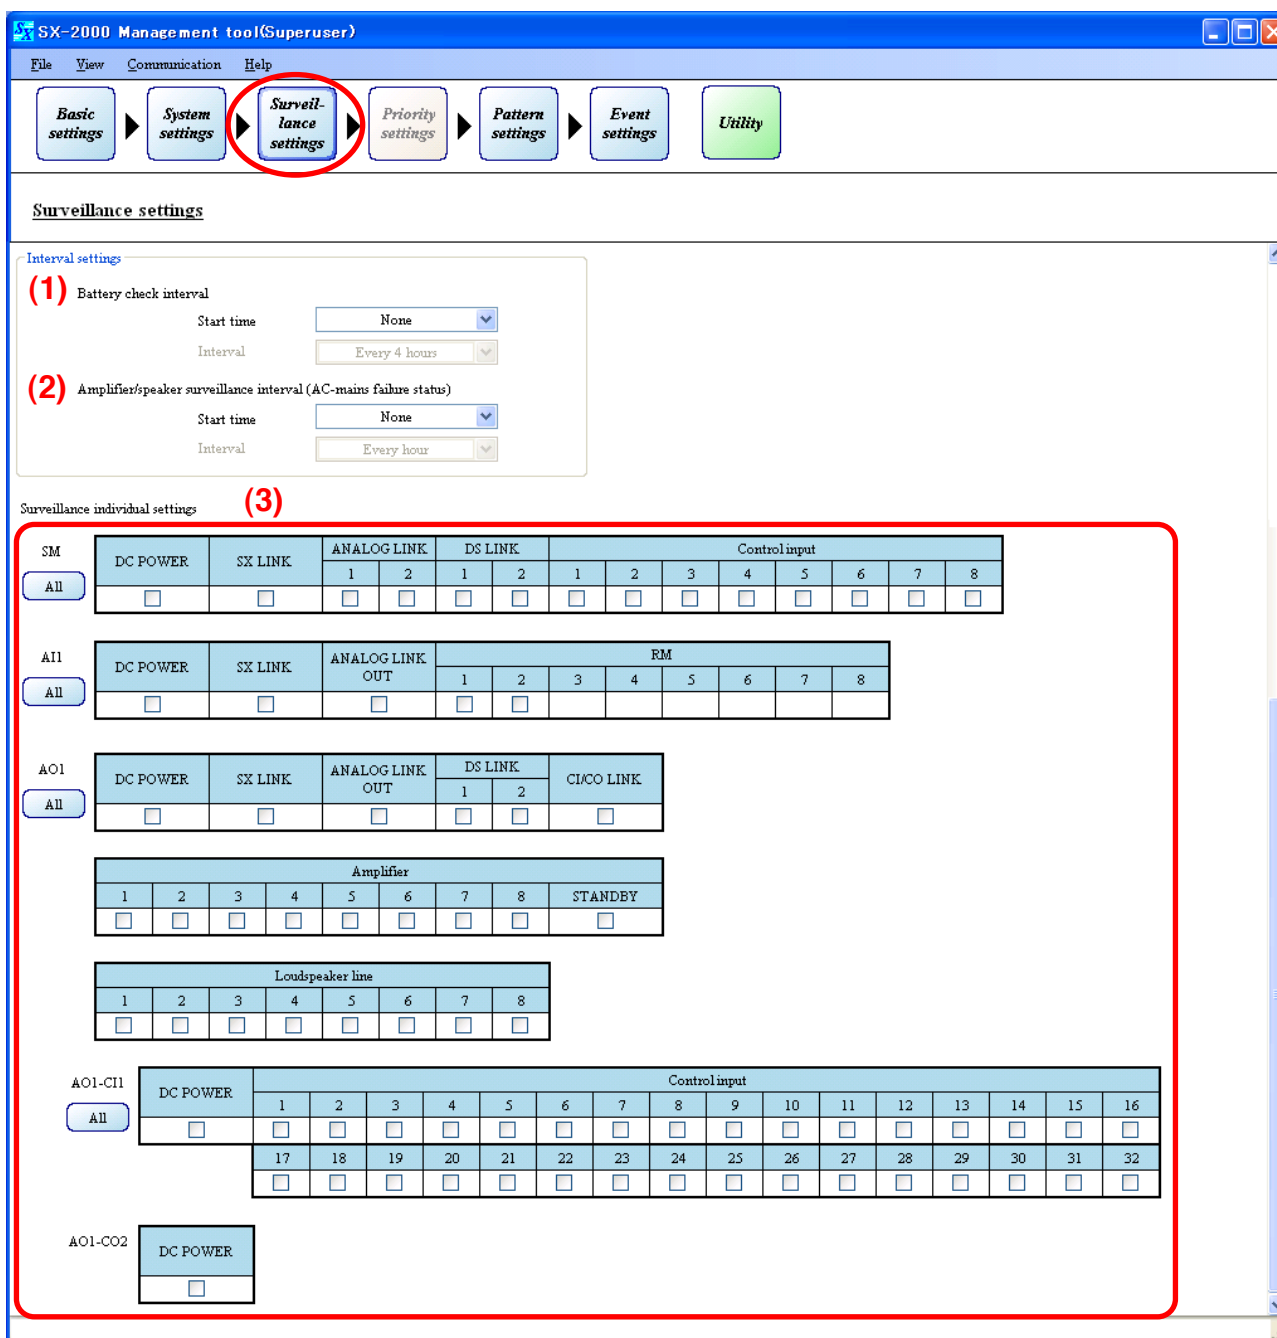 SX-2000 Management tool(Superuser)
File View Communication Help
Basic settings
System settings
Surveil-lance settings
Priority settings
Pattern settings
Event settings
Utility
Surveillance settings
Interval settings
(1) Battery check interval
Start time None
Interval Every 4 hours
(2) Amplifier/speaker surveillance interval (AC-mains failure status)
Start time None
Interval Every hour
Surveillance individual settings (3)
SM
All
DC POWER SX LINK ANALOG LINK DS LINK Control input
1 2 1 2 1 2 3 4 5 6 7 8
AI1
All
DC POWER SX LINK ANALOG LINK OUT RM
1 2 3 4 5 6 7 8
AO1
All
DC POWER SX LINK ANALOG LINK OUT DS LINK CI/CO LINK
1 2
Amplifier
1 2 3 4 5 6 7 8 STANDBY
Loudspeaker line
1 2 3 4 5 6 7 8
AO1-CI1
All
DC POWER Control input
1 2 3 4 5 6 7 8 9 10 11 12 13 14 15 16
17 18 19 20 21 22 23 24 25 26 27 28 29 30 31 32
AO1-CO2
DC POWER